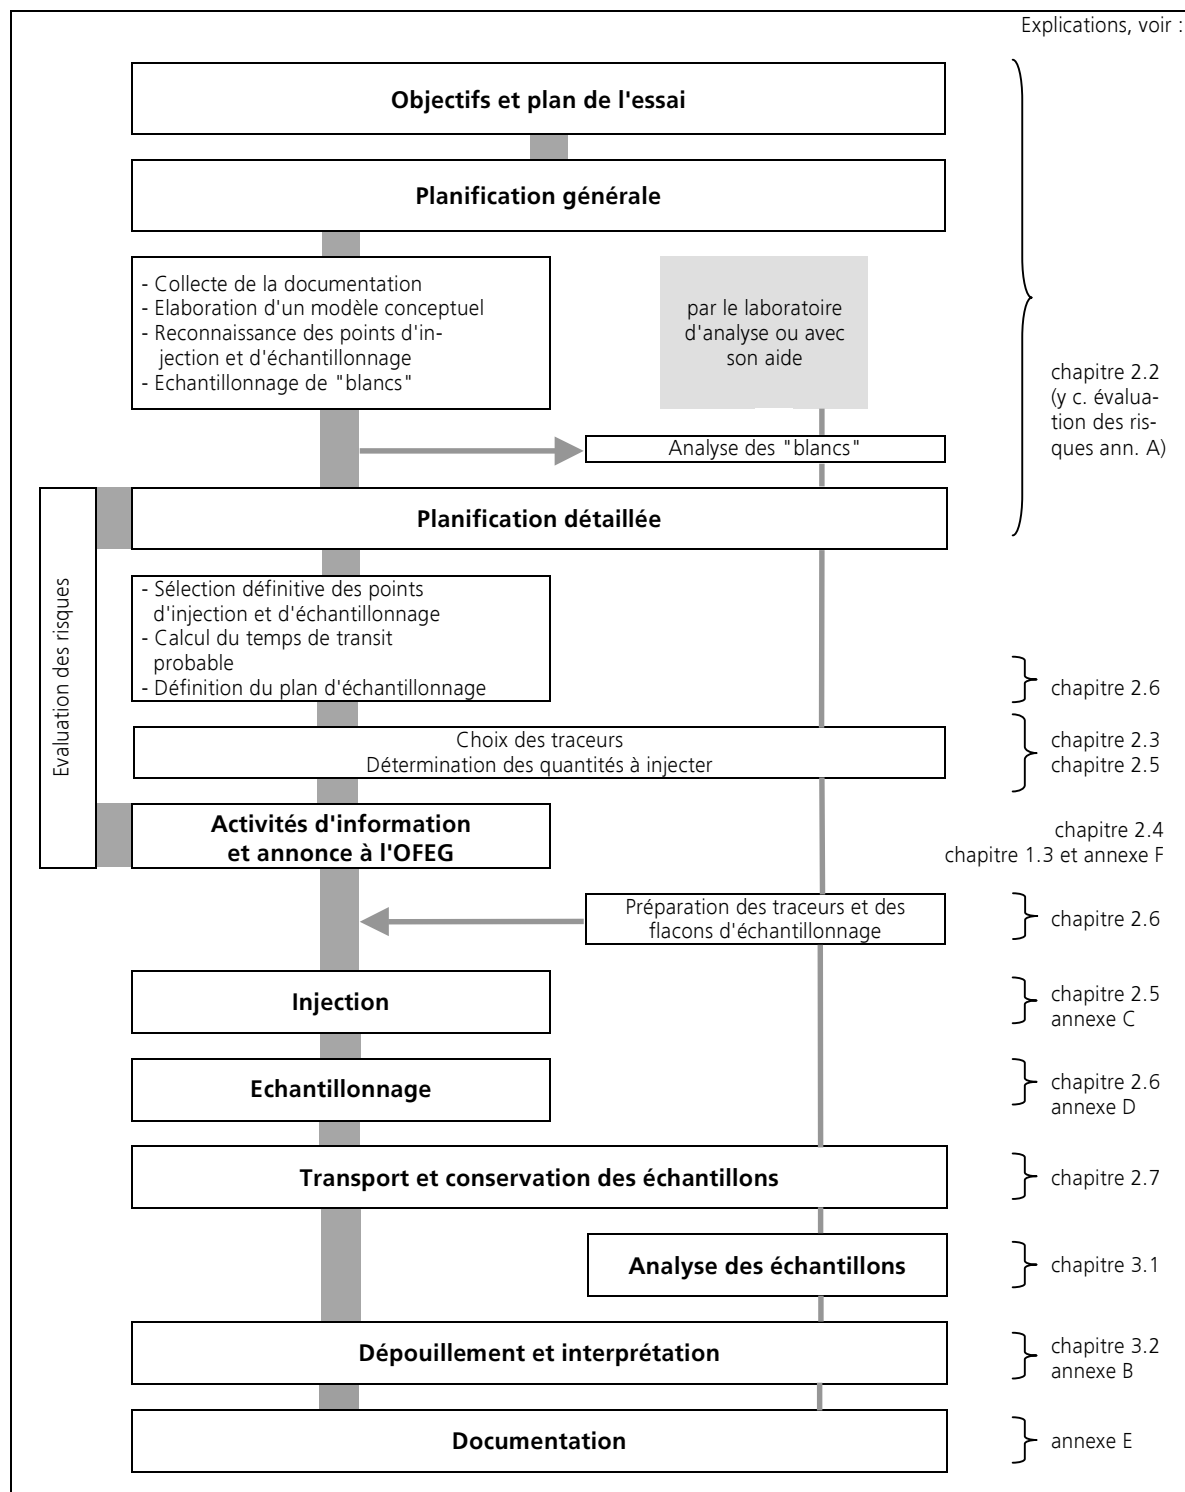 Explications, voir :
Objectifs et plan de l'essai
Planification générale
- Collecte de la documentation
- Elaboration d'un modèle conceptuel
- Reconnaissance des points d'in-
jection et d'échantillonnage
- Echantillonnage de "blancs"
par le laboratoire
d'analyse ou avec
son aide
chapitre 2.2
(y c. évalua-
tion des ris-
ques ann. A)
Analyse des "blancs"
Planification détaillée
Evaluation des risques
- Sélection définitive des points
d'injection et d'échantillonnage
- Calcul du temps de transit
probable
- Définition du plan d'échantillonnage
chapitre 2.6
Choix des traceurs
Détermination des quantités à injecter
chapitre 2.3
chapitre 2.5
Activités d'information
et annonce à l'OFEG
chapitre 2.4
chapitre 1.3 et annexe F
Préparation des traceurs et des
flacons d'échantillonnage
chapitre 2.6
Injection
chapitre 2.5
annexe C
Echantillonnage
chapitre 2.6
annexe D
Transport et conservation des échantillons
chapitre 2.7
Analyse des échantillons
chapitre 3.1
Dépouillement et interprétation
chapitre 3.2
annexe B
Documentation
annexe E